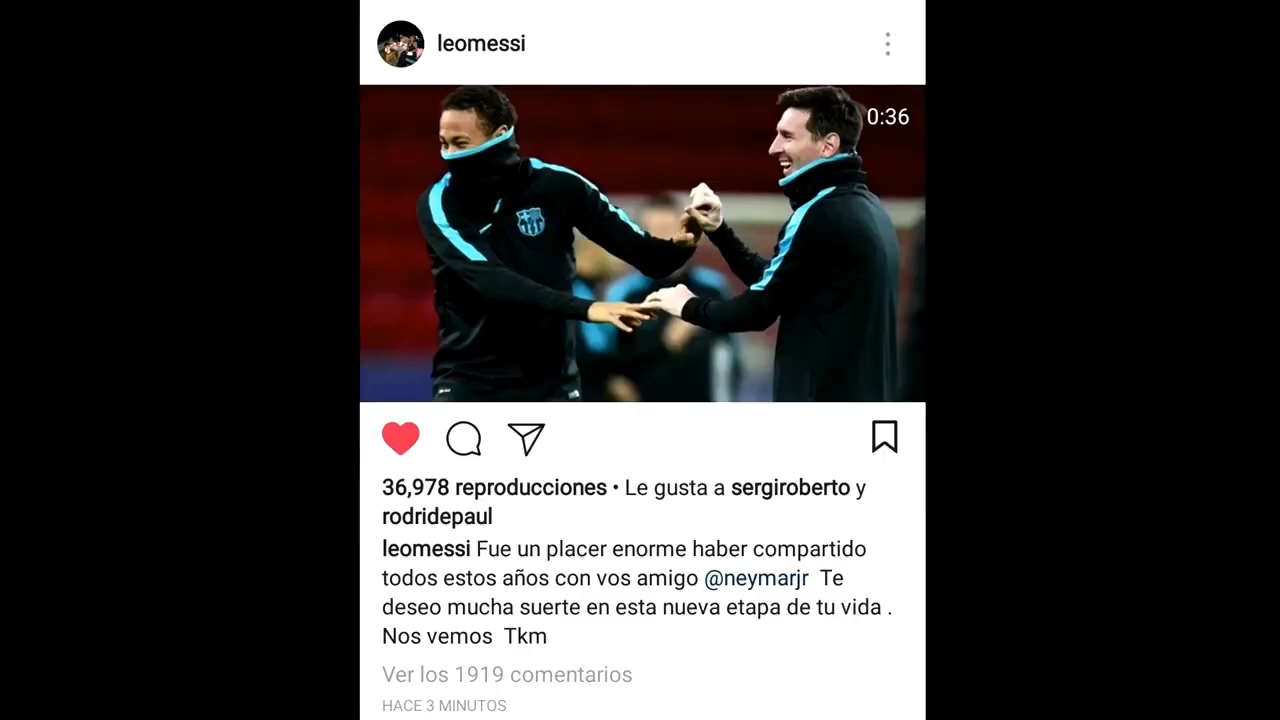 leomessi
0:36
36,978 reproducciones • Le gusta a sergiroberto y
rodridepaul
leomessi Fue un placer enorme haber compartido
todos estos años con vos amigo @neymarjr  Te
deseo mucha suerte en esta nueva etapa de tu vida .
Nos vemos  Tkm
Ver los 1919 comentarios
HACE 3 MINUTOS